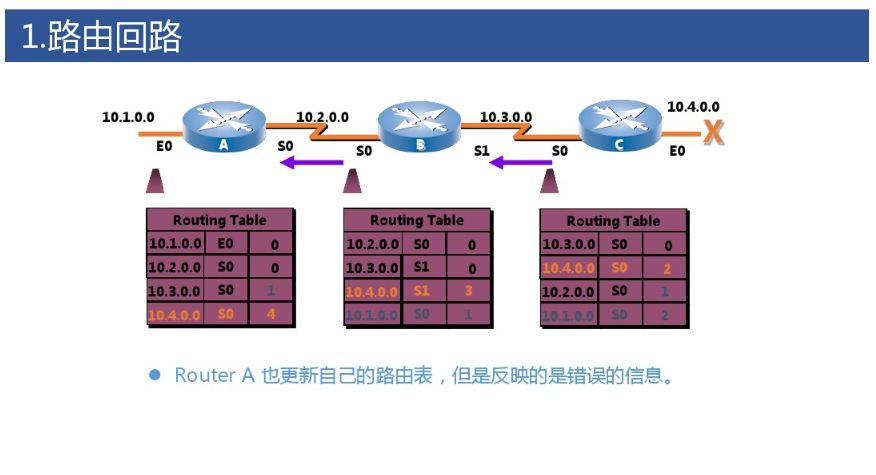 1.路由回路
10.1.0.0 10.2.0.0 10.3.0.0 10.4.0.0
A B C X
E0 S0 S0 S1 S0 E0
Routing Table
10.1.0.0 E0 0
10.2.0.0 S0 0
10.3.0.0 S0 1
10.4.0.0 S0 4
Routing Table
10.2.0.0 S0 0
10.3.0.0 S1 0
10.4.0.0 S1 3
10.1.0.0 S0 1
Routing Table
10.3.0.0 S0 0
10.4.0.0 S0 2
10.2.0.0 S0 1
10.1.0.0 S0 2
● Router A 也更新自己的路由表，但是反映的是错误的信息。